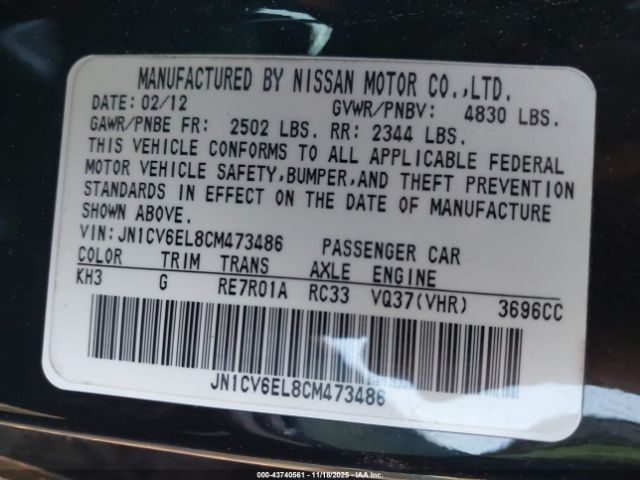 MANUFACTURED BY NISSAN MOTOR CO.,LTD.
DATE: 02/12 GVWR/PNBV: 4830 LBS.
GAWR/PNBE FR: 2502 LBS. RR: 2344 LBS.
THIS VEHICLE CONFORMS TO ALL APPLICABLE FEDERAL
MOTOR VEHICLE SAFETY,BUMPER,AND THEFT PREVENTION
STANDARDS IN EFFECT ON THE DATE OF MANUFACTURE
SHOWN ABOVE.
VIN:JN1CV6EL8CM473486 PASSENGER CAR
COLOR TRIM TRANS AXLE ENGINE
KH3 G RE7R01A RC33 VQ37(VHR) 3696CC
JN1CV6EL8CM473486
000-43740561 - 11/18/2025 - IAAI.COM